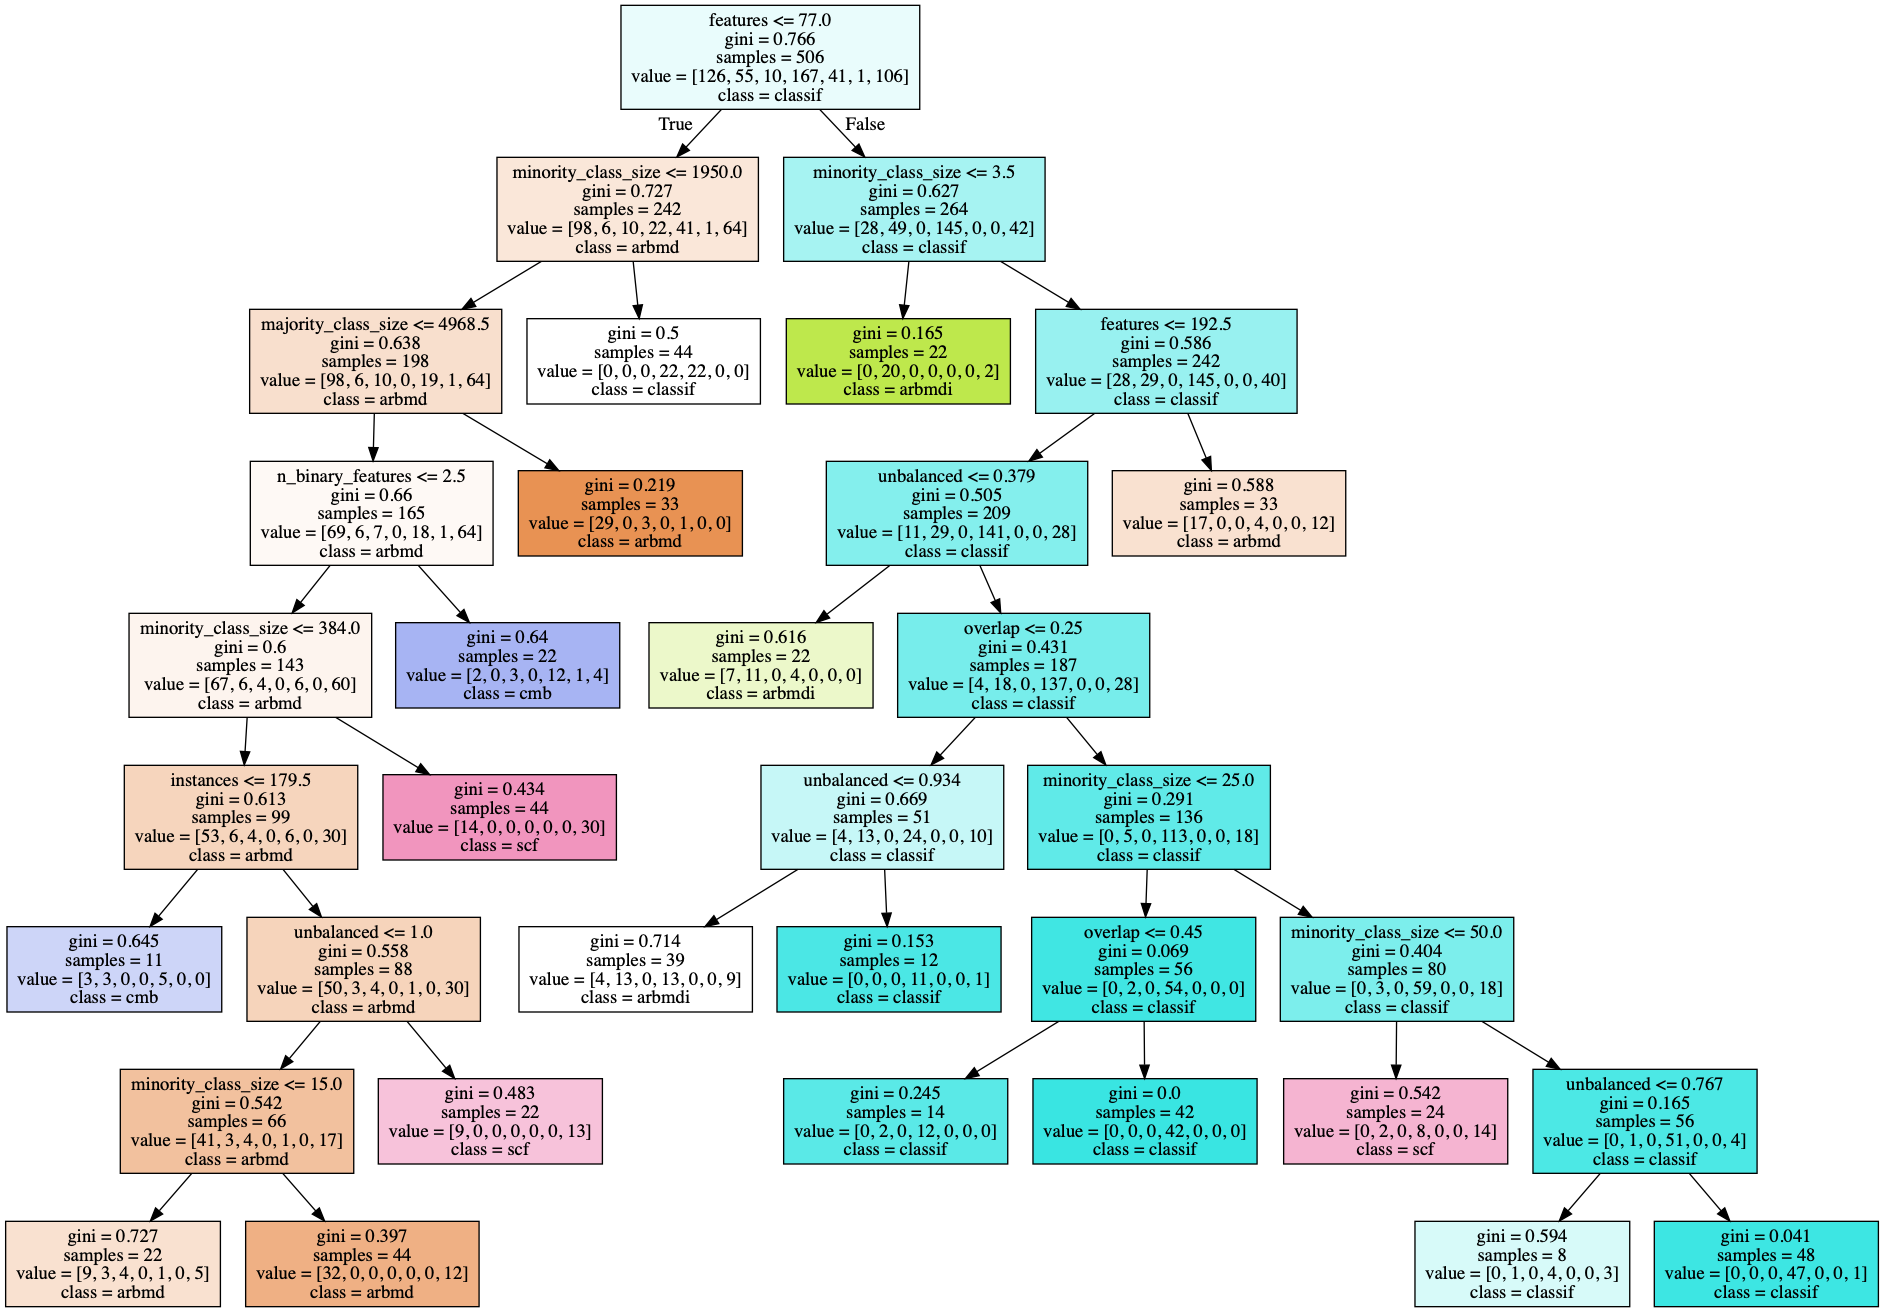 features <= 77.0
gini = 0.766
samples = 506
value = [126, 55, 10, 167, 41, 1, 106]
class = classif
True
False
minority_class_size <= 1950.0
gini = 0.727
samples = 242
value = [98, 6, 10, 22, 41, 1, 64]
class = arbmd
minority_class_size <= 3.5
gini = 0.627
samples = 264
value = [28, 49, 0, 145, 0, 0, 42]
class = classif
majority_class_size <= 4968.5
gini = 0.638
samples = 198
value = [98, 6, 10, 0, 19, 1, 64]
class = arbmd
gini = 0.5
samples = 44
value = [0, 0, 0, 22, 22, 0, 0]
class = classif
gini = 0.165
samples = 22
value = [0, 20, 0, 0, 0, 0, 2]
class = arbmdi
features <= 192.5
gini = 0.586
samples = 242
value = [28, 29, 0, 145, 0, 0, 40]
class = classif
n_binary_features <= 2.5
gini = 0.66
samples = 165
value = [69, 6, 7, 0, 18, 1, 64]
class = arbmd
gini = 0.219
samples = 33
value = [29, 0, 3, 0, 1, 0, 0]
class = arbmd
unbalanced <= 0.379
gini = 0.505
samples = 209
value = [11, 29, 0, 141, 0, 0, 28]
class = classif
gini = 0.588
samples = 33
value = [17, 0, 0, 4, 0, 0, 12]
class = arbmd
minority_class_size <= 384.0
gini = 0.6
samples = 143
value = [67, 6, 4, 0, 6, 0, 60]
class = arbmd
gini = 0.64
samples = 22
value = [2, 0, 3, 0, 12, 1, 4]
class = cmb
gini = 0.616
samples = 22
value = [7, 11, 0, 4, 0, 0, 0]
class = arbmdi
overlap <= 0.25
gini = 0.431
samples = 187
value = [4, 18, 0, 137, 0, 0, 28]
class = classif
instances <= 179.5
gini = 0.613
samples = 99
value = [53, 6, 4, 0, 6, 0, 30]
class = arbmd
gini = 0.434
samples = 44
value = [14, 0, 0, 0, 0, 0, 30]
class = scf
unbalanced <= 0.934
gini = 0.669
samples = 51
value = [4, 13, 0, 24, 0, 0, 10]
class = classif
minority_class_size <= 25.0
gini = 0.291
samples = 136
value = [0, 5, 0, 113, 0, 0, 18]
class = classif
gini = 0.645
samples = 11
value = [3, 3, 0, 0, 5, 0, 0]
class = cmb
unbalanced <= 1.0
gini = 0.558
samples = 88
value = [50, 3, 4, 0, 1, 0, 30]
class = arbmd
gini = 0.714
samples = 39
value = [4, 13, 0, 13, 0, 0, 9]
class = arbmdi
gini = 0.153
samples = 12
value = [0, 0, 0, 11, 0, 0, 1]
class = classif
overlap <= 0.45
gini = 0.069
samples = 56
value = [0, 2, 0, 54, 0, 0, 0]
class = classif
minority_class_size <= 50.0
gini = 0.404
samples = 80
value = [0, 3, 0, 59, 0, 0, 18]
class = classif
minority_class_size <= 15.0
gini = 0.542
samples = 66
value = [41, 3, 4, 0, 1, 0, 17]
class = arbmd
gini = 0.483
samples = 22
value = [9, 0, 0, 0, 0, 0, 13]
class = scf
gini = 0.245
samples = 14
value = [0, 2, 0, 12, 0, 0, 0]
class = classif
gini = 0.0
samples = 42
value = [0, 0, 0, 42, 0, 0, 0]
class = classif
gini = 0.542
samples = 24
value = [0, 2, 0, 8, 0, 0, 14]
class = scf
unbalanced <= 0.767
gini = 0.165
samples = 56
value = [0, 1, 0, 51, 0, 0, 4]
class = classif
gini = 0.727
samples = 22
value = [9, 3, 4, 0, 1, 0, 5]
class = arbmd
gini = 0.397
samples = 44
value = [32, 0, 0, 0, 0, 0, 12]
class = arbmd
gini = 0.594
samples = 8
value = [0, 1, 0, 4, 0, 0, 3]
class = classif
gini = 0.041
samples = 48
value = [0, 0, 0, 47, 0, 0, 1]
class = classif